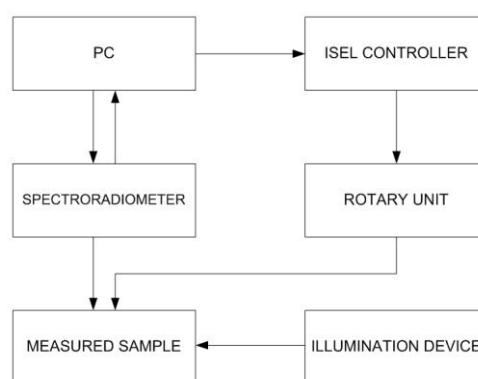 PC
ISEL CONTROLLER
SPECTRORADIOMETER
ROTARY UNIT
MEASURED SAMPLE
ILLUMINATION DEVICE